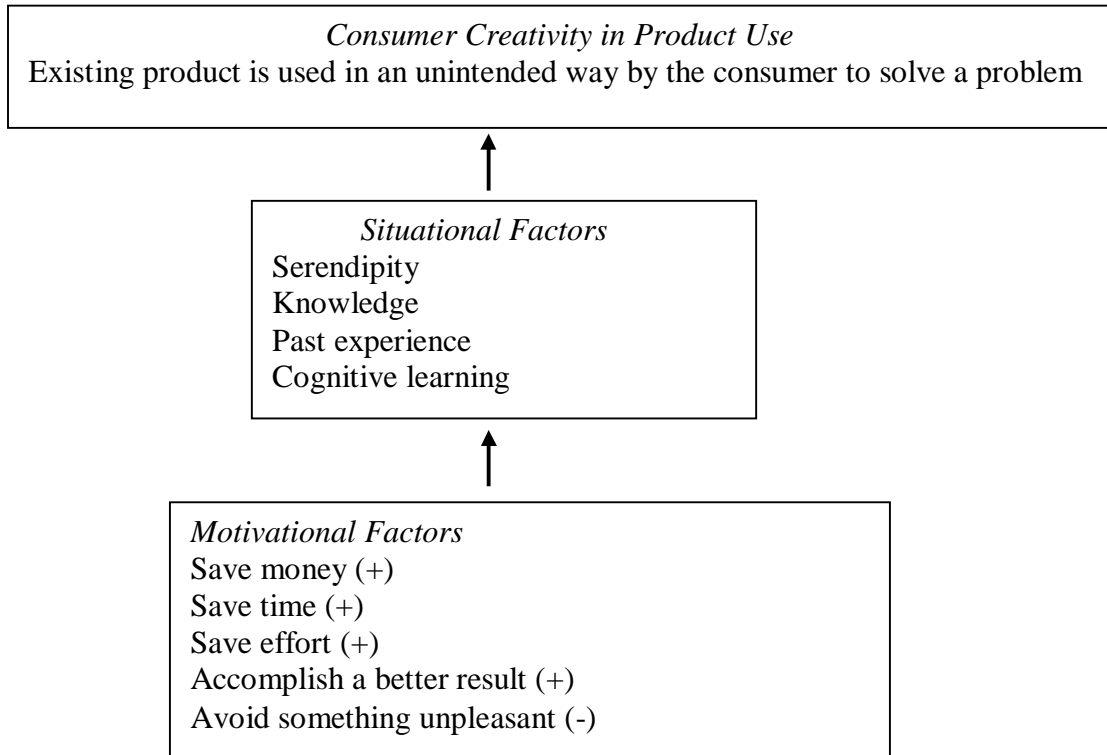 Consumer Creativity in Product Use
Existing product is used in an unintended way by the consumer to solve a problem
Situational Factors
Serendipity
Knowledge
Past experience
Cognitive learning
Motivational Factors
Save money (+)
Save time (+)
Save effort (+)
Accomplish a better result (+)
Avoid something unpleasant (-)